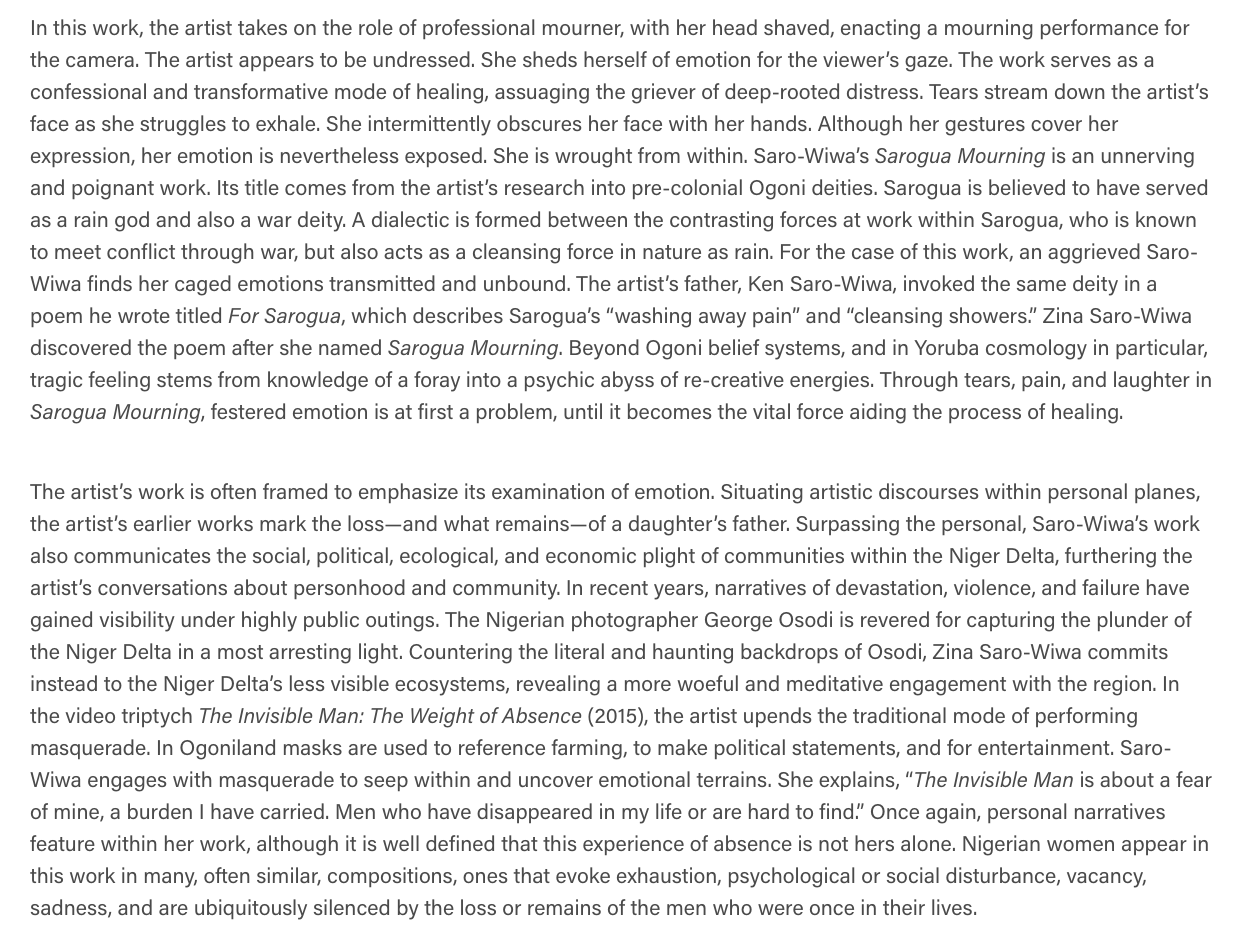 In this work, the artist takes on the role of professional mourner, with her head shaved, enacting a mourning performance for
the camera. The artist appears to be undressed. She sheds herself of emotion for the viewer’s gaze. The work serves as a
confessional and transformative mode of healing, assuaging the griever of deep-rooted distress. Tears stream down the artist’s
face as she struggles to exhale. She intermittently obscures her face with her hands. Although her gestures cover her
expression, her emotion is nevertheless exposed. She is wrought from within. Saro-Wiwa’s Sarogua Mourning is an unnerving
and poignant work. Its title comes from the artist’s research into pre-colonial Ogoni deities. Sarogua is believed to have served
as a rain god and also a war deity. A dialectic is formed between the contrasting forces at work within Sarogua, who is known
to meet conflict through war, but also acts as a cleansing force in nature as rain. For the case of this work, an aggrieved Saro-
Wiwa finds her caged emotions transmitted and unbound. The artist’s father, Ken Saro-Wiwa, invoked the same deity in a
poem he wrote titled For Sarogua, which describes Sarogua’s “washing away pain” and “cleansing showers.” Zina Saro-Wiwa
discovered the poem after she named Sarogua Mourning. Beyond Ogoni belief systems, and in Yoruba cosmology in particular,
tragic feeling stems from knowledge of a foray into a psychic abyss of re-creative energies. Through tears, pain, and laughter in
Sarogua Mourning, festered emotion is at first a problem, until it becomes the vital force aiding the process of healing.
The artist’s work is often framed to emphasize its examination of emotion. Situating artistic discourses within personal planes,
the artist’s earlier works mark the loss—and what remains—of a daughter’s father. Surpassing the personal, Saro-Wiwa’s work
also communicates the social, political, ecological, and economic plight of communities within the Niger Delta, furthering the
artist’s conversations about personhood and community. In recent years, narratives of devastation, violence, and failure have
gained visibility under highly public outings. The Nigerian photographer George Osodi is revered for capturing the plunder of
the Niger Delta in a most arresting light. Countering the literal and haunting backdrops of Osodi, Zina Saro-Wiwa commits
instead to the Niger Delta’s less visible ecosystems, revealing a more woeful and meditative engagement with the region. In
the video triptych The Invisible Man: The Weight of Absence (2015), the artist upends the traditional mode of performing
masquerade. In Ogoniland masks are used to reference farming, to make political statements, and for entertainment. Saro-
Wiwa engages with masquerade to seep within and uncover emotional terrains. She explains, “The Invisible Man is about a fear
of mine, a burden I have carried. Men who have disappeared in my life or are hard to find.” Once again, personal narratives
feature within her work, although it is well defined that this experience of absence is not hers alone. Nigerian women appear in
this work in many, often similar, compositions, ones that evoke exhaustion, psychological or social disturbance, vacancy,
sadness, and are ubiquitously silenced by the loss or remains of the men who were once in their lives.